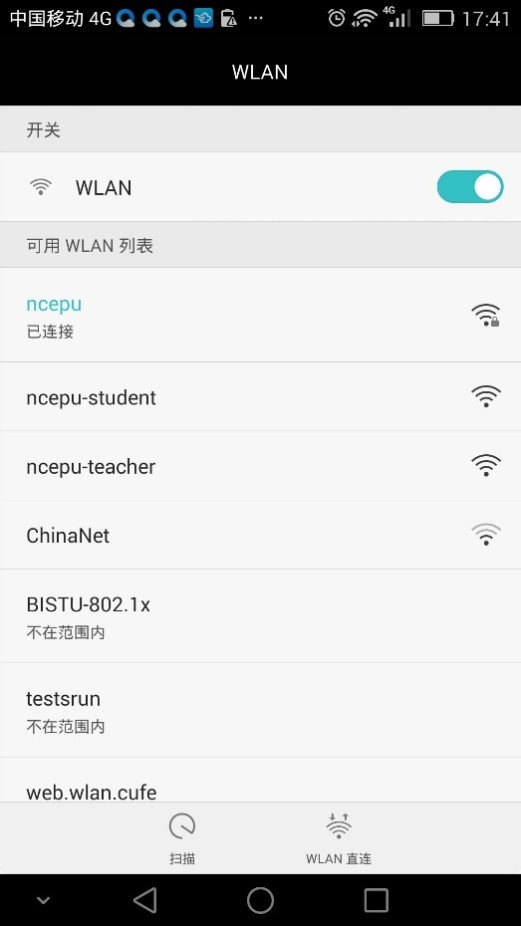 中国移动 4G 4G 17:41
WLAN
开关
WLAN
可用 WLAN 列表
ncepu
已连接
ncepu-student
ncepu-teacher
ChinaNet
BISTU-802.1x
不在范围内
testsrun
不在范围内
web.wlan.cufe
扫描 WLAN 直连